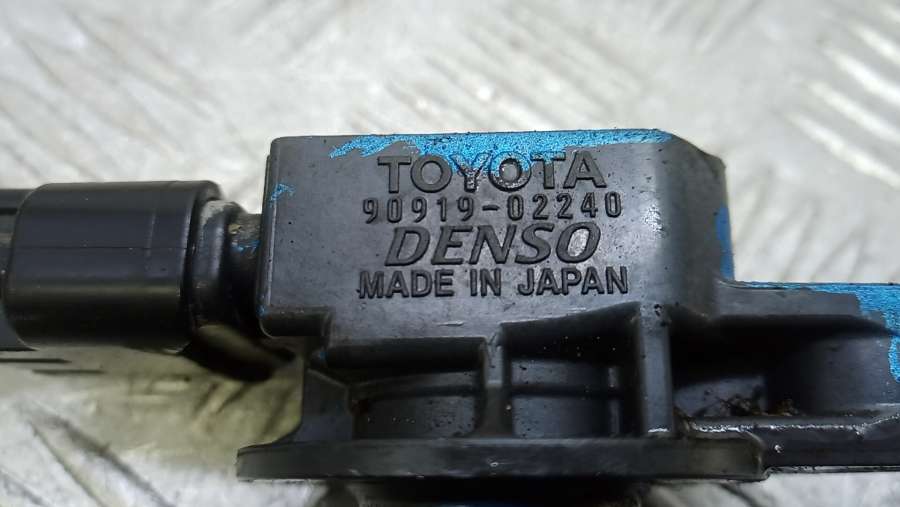 TOYOTA
90919-02240
DENSO
MADE IN JAPAN